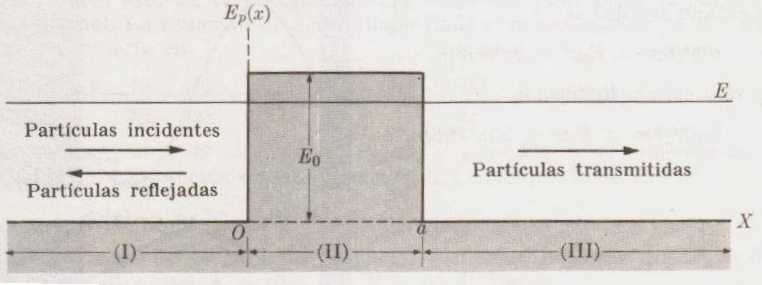 E_p(x)
E
Partículas incidentes
E_0
Partículas transmitidas
Partículas reflejadas
O
a
X
(I)
(II)
(III)